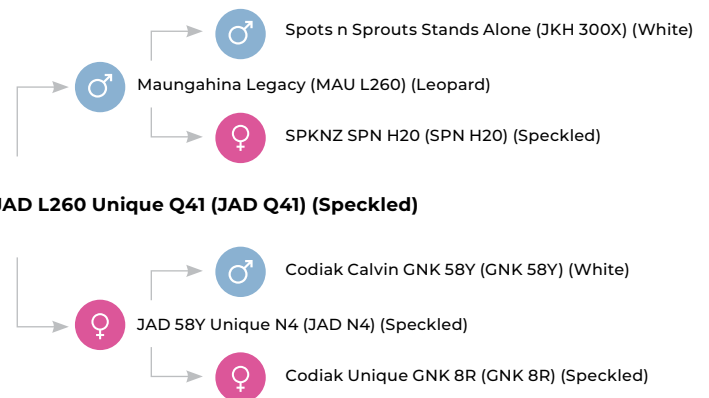 Spots n Sprouts Stands Alone (JKH 300X) (White)
Maungahina Legacy (MAU L260) (Leopard)
SPKNZ SPN H20 (SPN H20) (Speckled)
JAD L260 Unique Q41 (JAD Q41) (Speckled)
Codiak Calvin GNK 58Y (GNK 58Y) (White)
JAD 58Y Unique N4 (JAD N4) (Speckled)
Codiak Unique GNK 8R (GNK 8R) (Speckled)